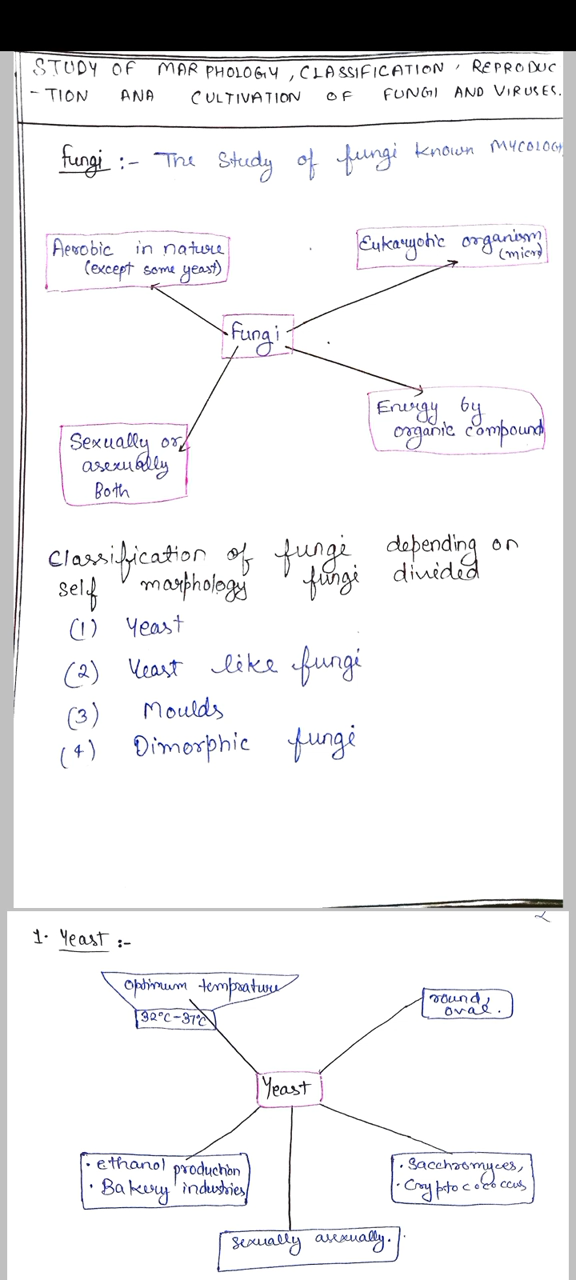 STUDY OF MARPHOLOGY, CLASSIFICATION, REPRODUC
-TION ANA CULTIVATION OF FUNGI AND VIRUSES.
Fungi :- The Study of fungi known MYCOLOG
Aerobic in nature
(except some yeast)
Eukaryotic organism
(micro)
Fungi
Energy by
organic compound
Sexually or
asexually
Both
Classification of fungi depending on
self marphology fungi divided
(1) Yeast
(2) Yeast like fungi
(3) Moulds
(4) Dimorphic fungi
2
1. Yeast :-
optimum temprature
32°C-37°C
round,
oval.
Yeast
• Ethanol production
• Bakery industries
• Sacchromyces,
• Cryptococcus
Sexually asexually.